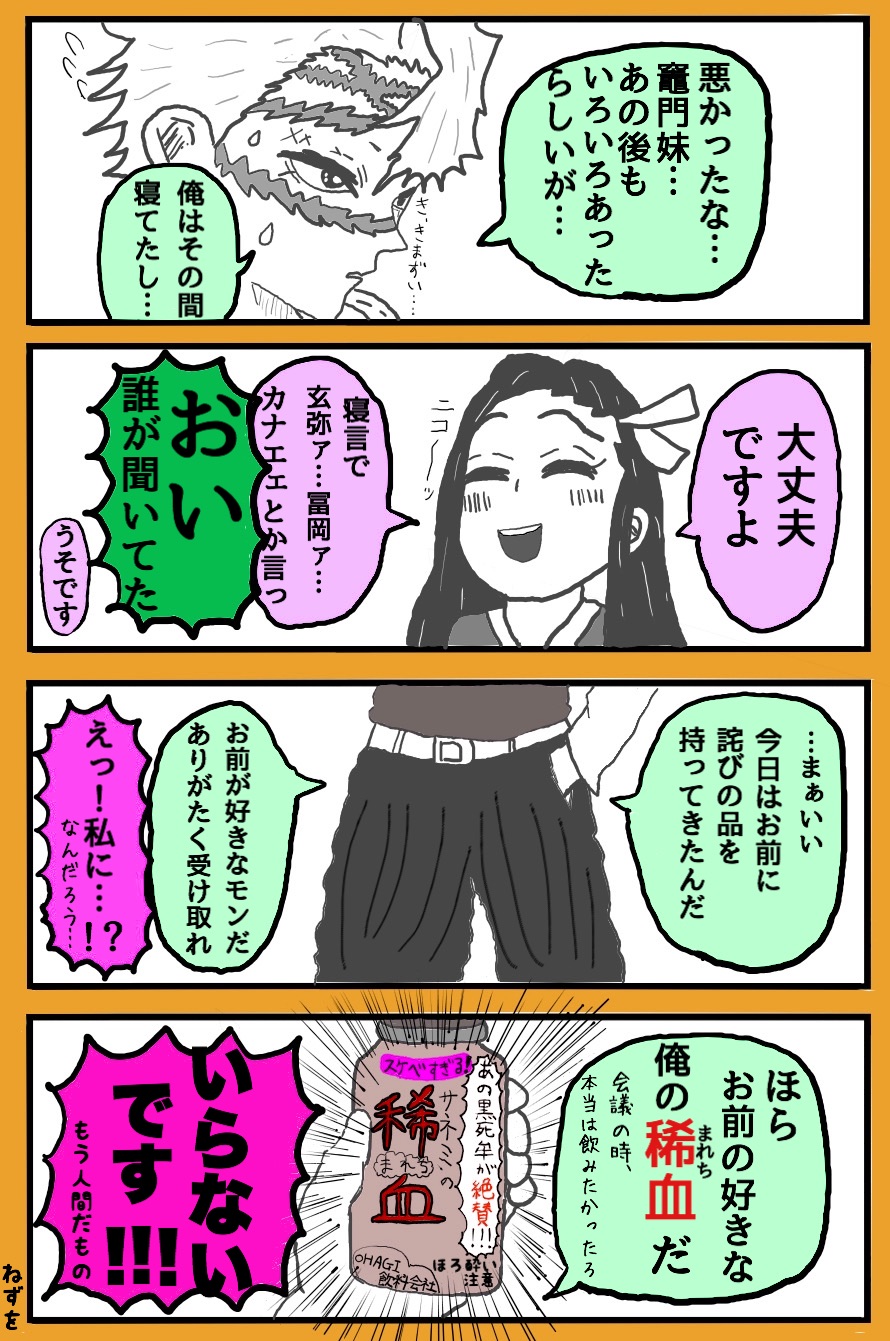 悪かったな…
竈門妹…
あの後も
いろいろあった
らしいが…
き、きまずい……
俺はその間
寝てたし…
大丈夫
ですよ
ニコ〜ッ
寝言で
玄弥ァ…冨岡ァ…
カナエェとか言っ
おい
誰が聞いてた
うそです
…まぁいい
今日はお前に
詫びの品を
持ってきたんだ
お前が好きなモンだ
ありがたく受け取れ
えっ!私に…!?
なんだろう…
ほら
お前の好きな
俺の稀血だ
まれち
会議の時、
本当は飲みたかったろ
スケベすぎる!
あの黒死牟が絶賛!!!
サネミの
稀血
まれち
ほろ酔い
注意
OHAGI
飲料会社
いらない
です!!!
もう人間だもの
ねずを